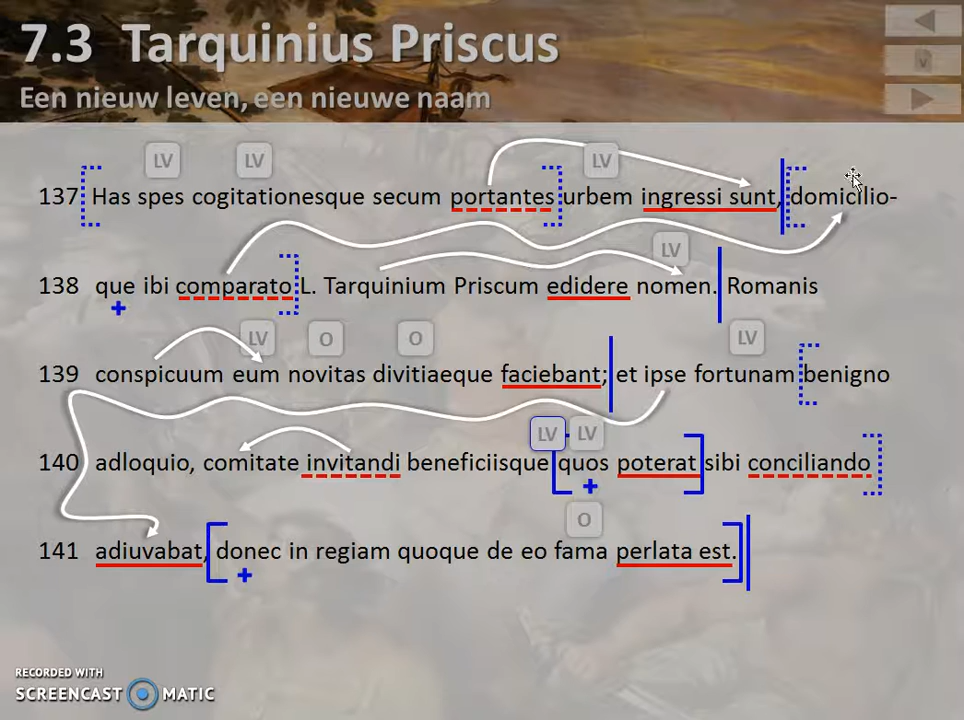 7.3 Tarquinius Priscus
Een nieuw leven, een nieuwe naam
LV LV LV
137 Has spes cogitationesque secum portantes urbem ingressi sunt, domicilio-
LV
138 que ibi comparato L. Tarquinium Priscum edidere nomen. Romanis
+
LV O O LV
139 conspicuum eum novitas divitiaeque faciebant; et ipse fortunam benigno
LV LV
140 adloquio, comitate invitandi beneficiisque quos poterat sibi conciliando
+
O
141 adiuvabat, donec in regiam quoque de eo fama perlata est.
+
RECORDED WITH
SCREENCAST MATIC